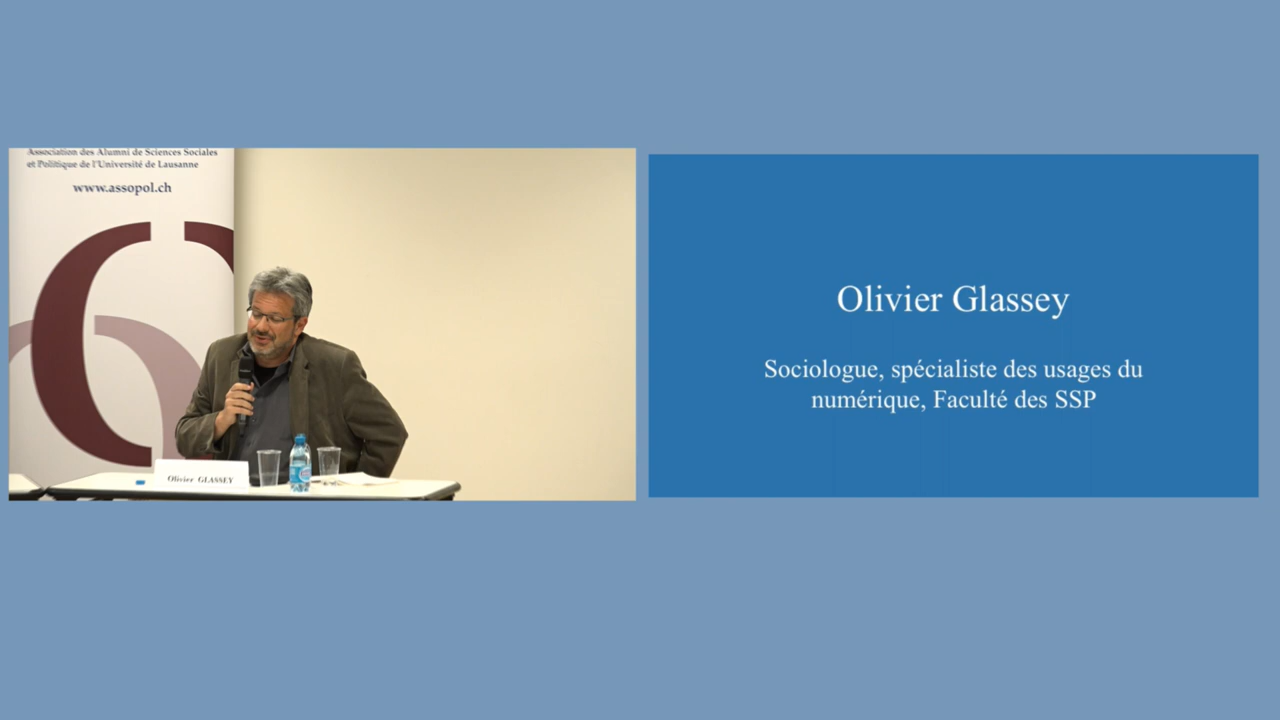 Association des Alumni de Sciences Sociales
et Politique de l'Université de Lausanne
www.assopol.ch
Olivier GLASSEY
Olivier Glassey
Sociologue, spécialiste des usages du
numérique, Faculté des SSP